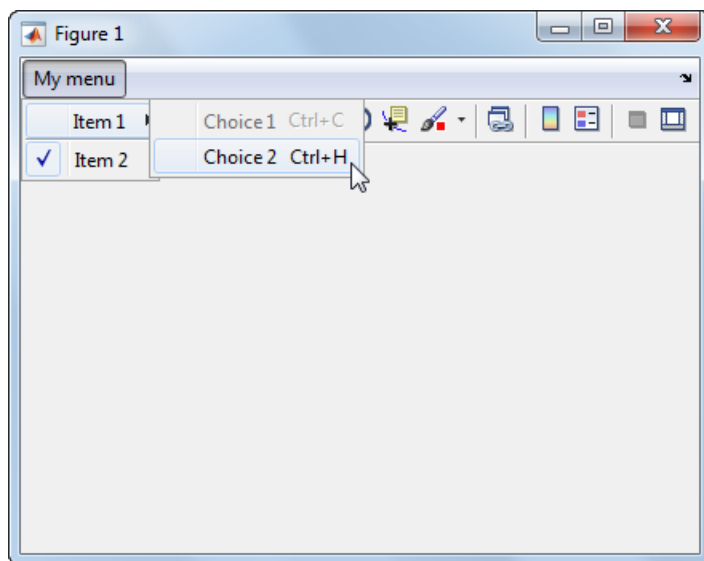 Figure 1
My menu
Item 1
Choice 1 Ctrl+C
Item 2
Choice 2 Ctrl+H